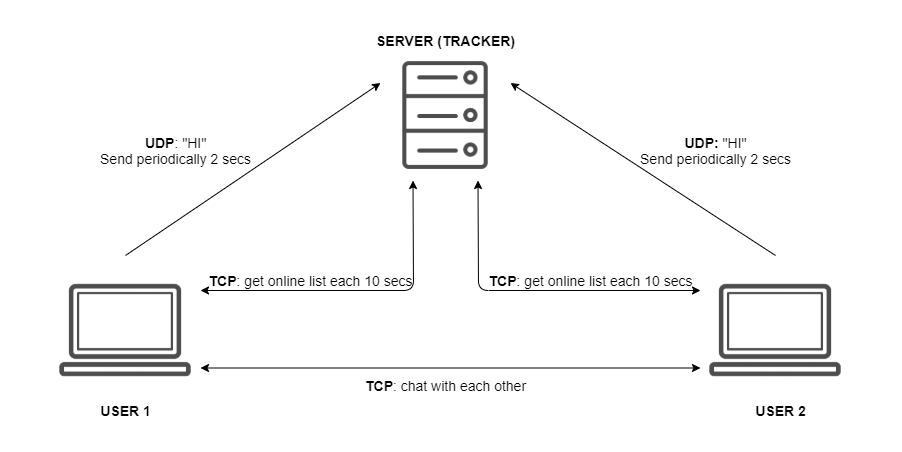 SERVER (TRACKER)
UDP: "HI"
Send periodically 2 secs
UDP: "HI"
Send periodically 2 secs
TCP: get online list each 10 secs
TCP: get online list each 10 secs
TCP: chat with each other
USER 1
USER 2